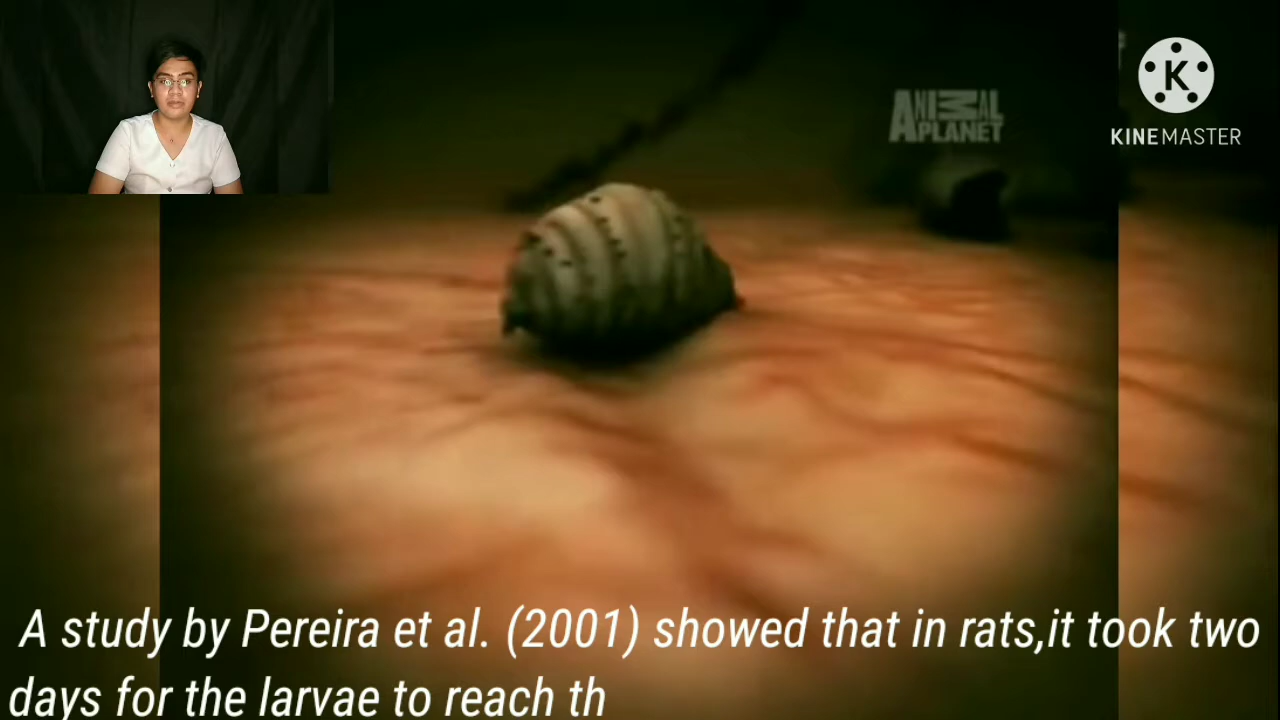 ANIMAL
PLANET
K
KINEMASTER
A study by Pereira et al. (2001) showed that in rats,it took two
days for the larvae to reach th